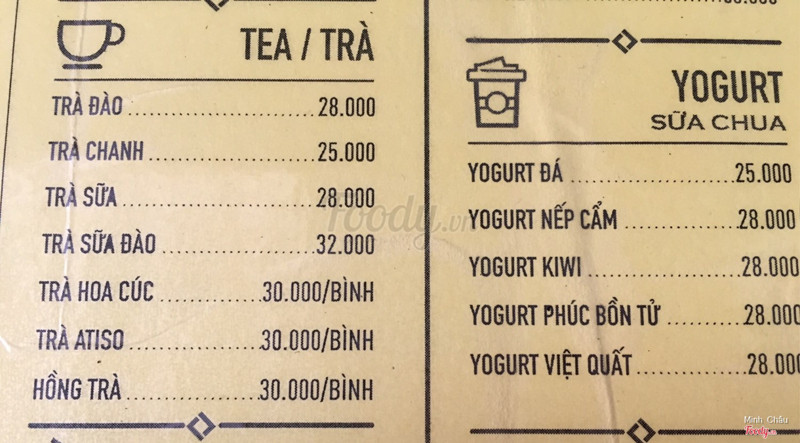 TEA / TRÀ
TRÀ ĐÀO 28.000
TRÀ CHANH 25.000
TRÀ SỮA 28.000
TRÀ SỮA ĐÀO 32.000
TRÀ HOA CÚC 30.000/BÌNH
TRÀ ATISO 30.000/BÌNH
HỒNG TRÀ 30.000/BÌNH
YOGURT
SỮA CHUA
YOGURT ĐÁ 25.000
YOGURT NẾP CẨM 28.000
YOGURT KIWI 28.000
YOGURT PHÚC BỒN TỬ 28.000
YOGURT VIỆT QUẤT 28.000
foody.vn
Minh Châu
foody.vn